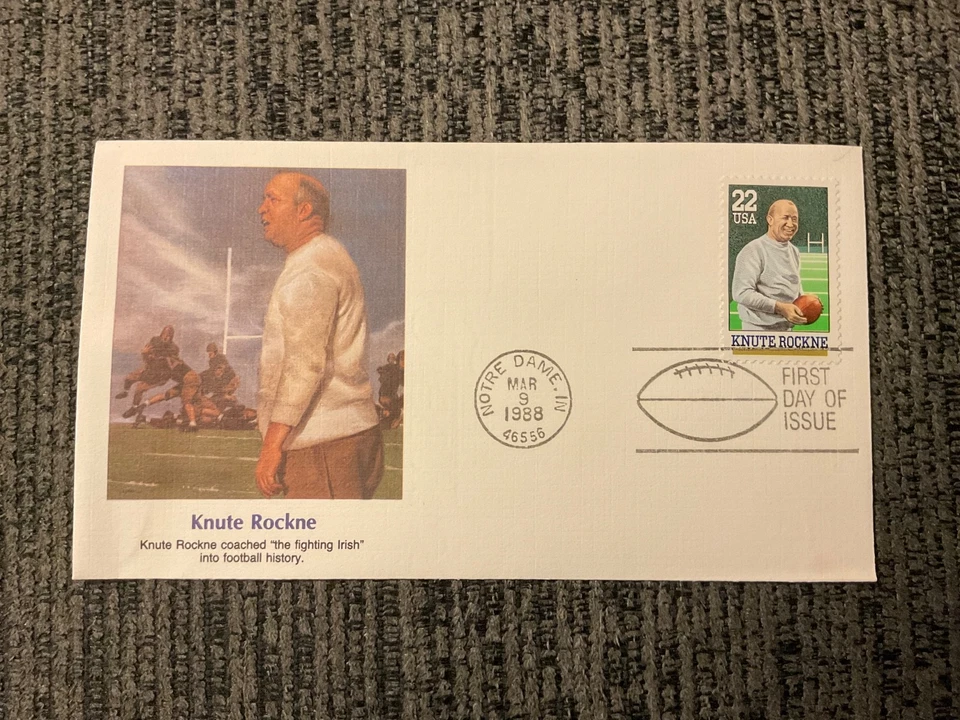 22
USA
KNUTE ROCKNE
NOTRE DAME, IN
MAR
9
1988
46556
FIRST
DAY OF
ISSUE
Knute Rockne
Knute Rockne coached “the fighting Irish”
into football history.